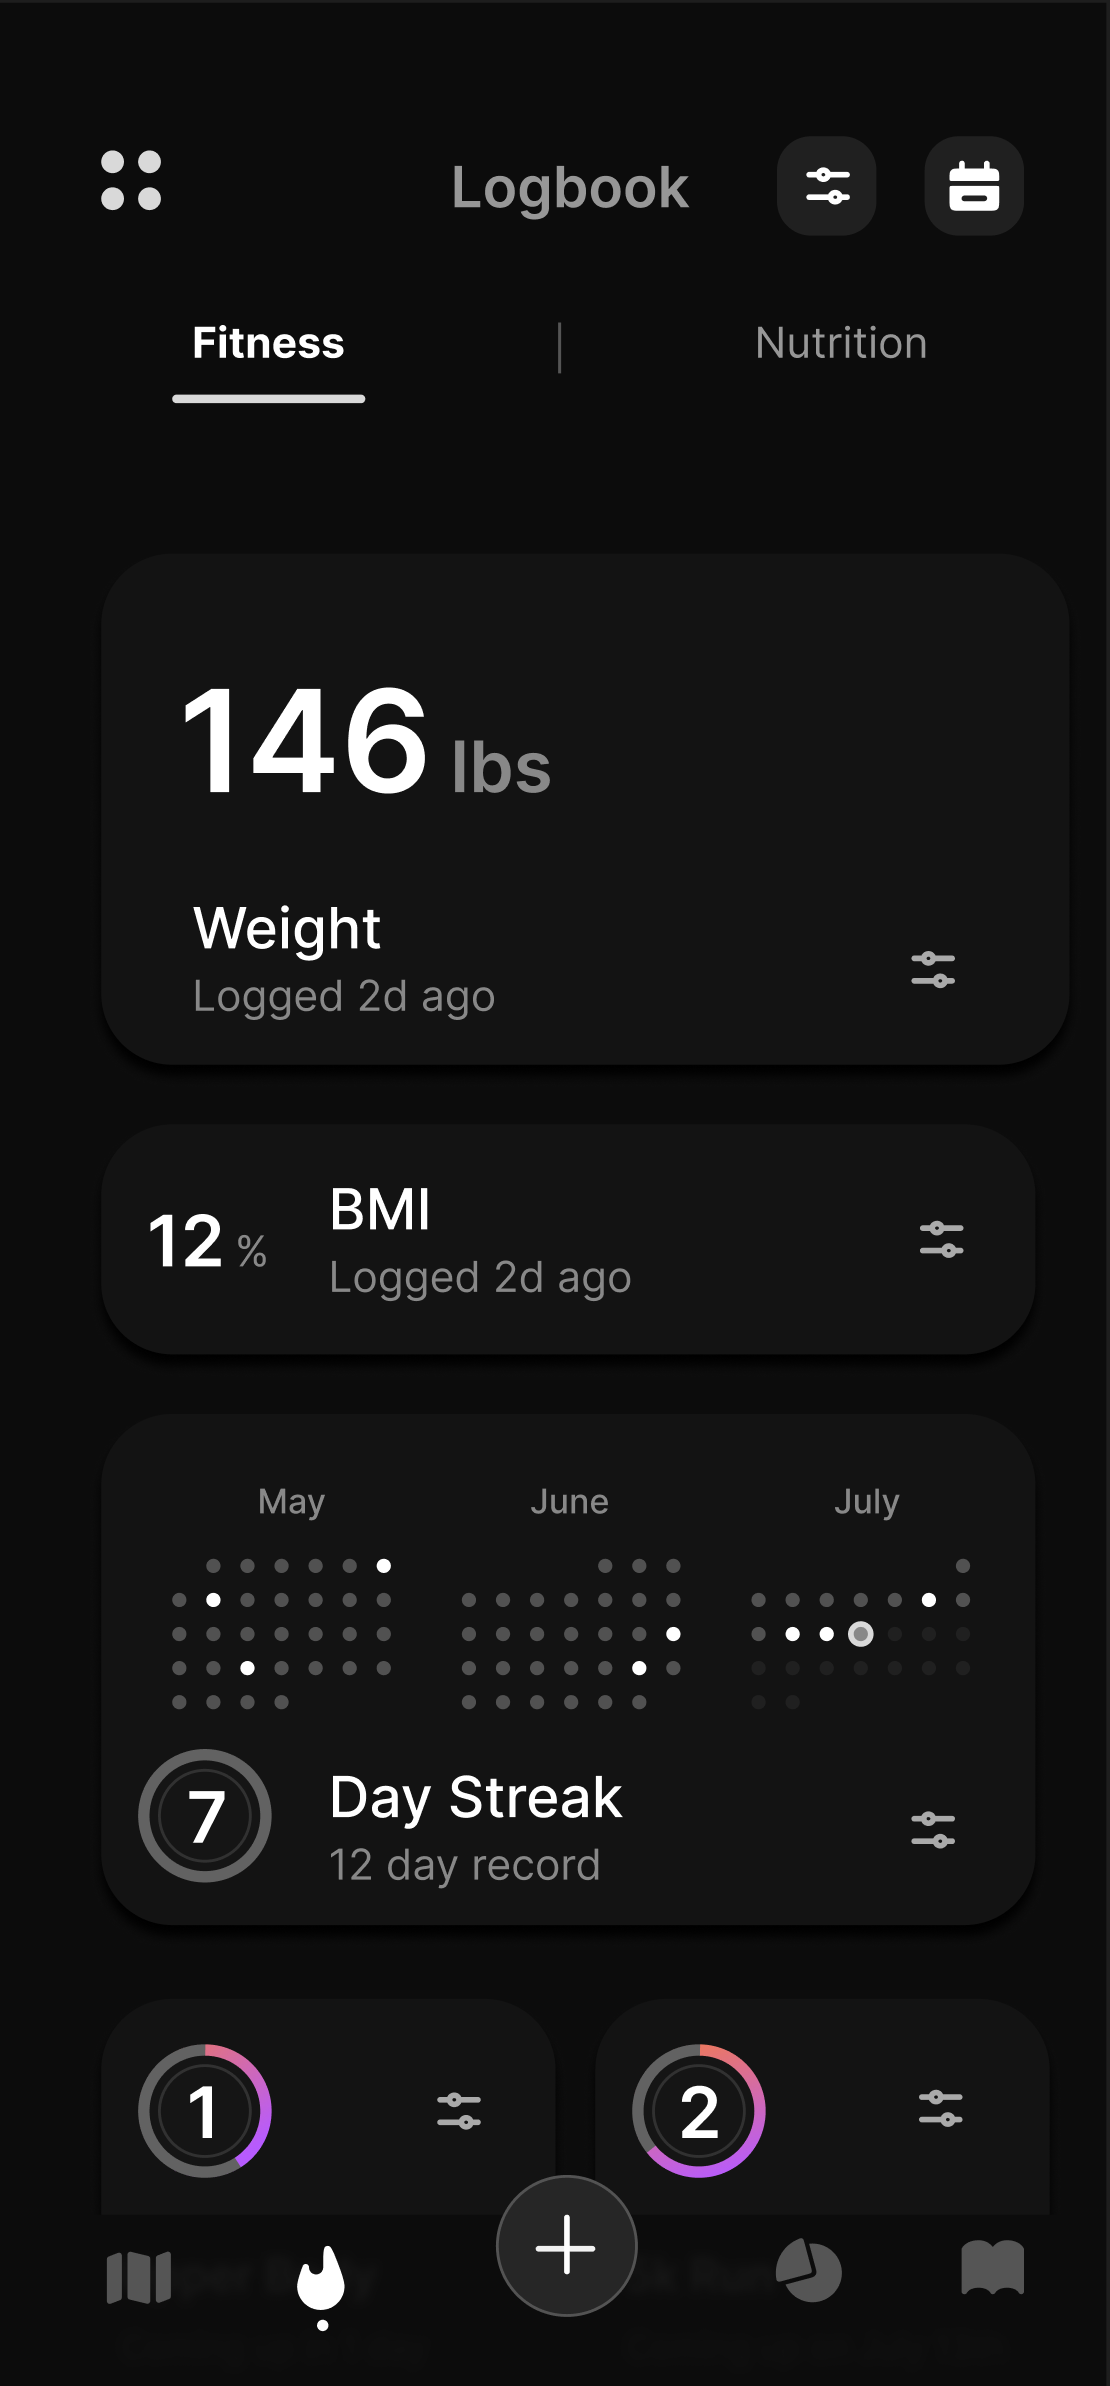 Logbook
Fitness
Nutrition
146 lbs
Weight
Logged 2d ago
12 %
BMI
Logged 2d ago
May
June
July
7
Day Streak
12 day record
1
2